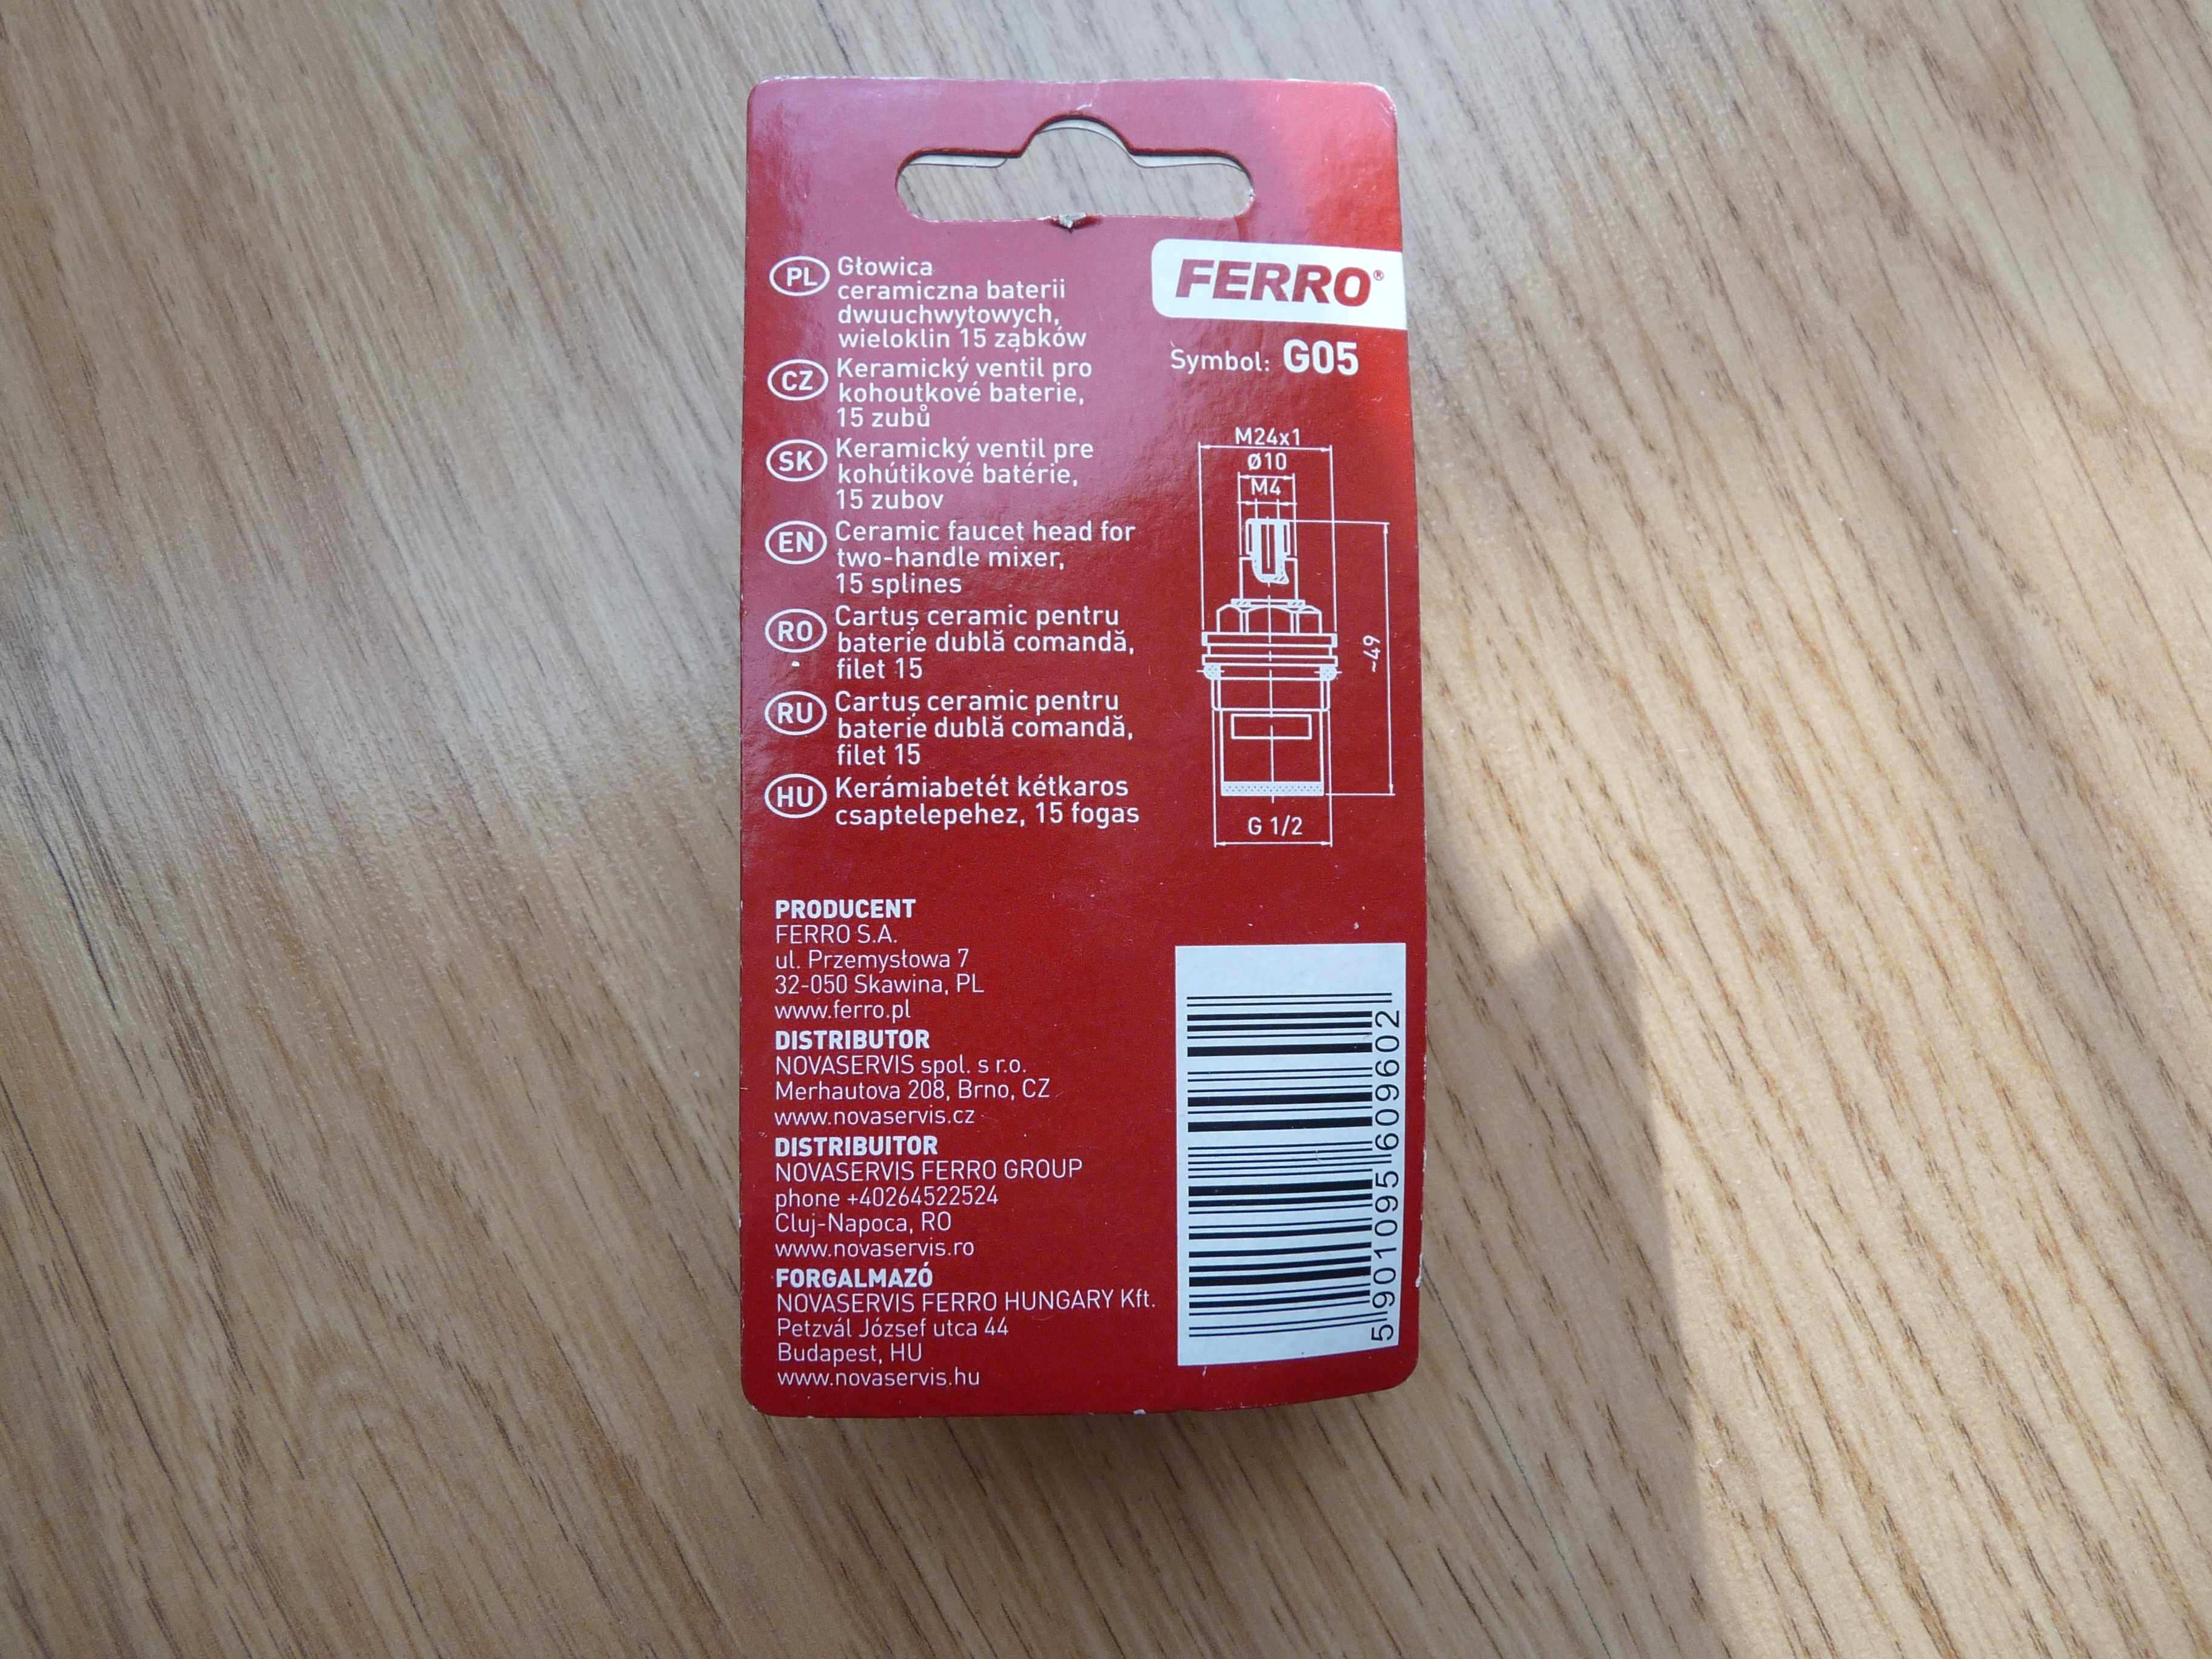 PL Głowica
ceramiczna baterii
dwuuchwytowych,
wieloklin 15 ząbków
CZ Keramický ventil pro
kohoutkové baterie,
15 zubů
SK Keramický ventil pre
kohútikové batérie,
15 zubov
EN Ceramic faucet head for
two-handle mixer,
15 splines
RO Cartuș ceramic pentru
baterie dublă comandă,
filet 15
RU Cartuș ceramic pentru
baterie dublă comandă,
filet 15
HU Kerámiabetét kétkaros
csaptelepehez, 15 fogas
FERRO®
Symbol: G05
M24x1
Ø10
M4
~49
G 1/2
PRODUCENT
FERRO S.A.
ul. Przemysłowa 7
32-050 Skawina, PL
www.ferro.pl
DISTRIBUTOR
NOVASERVIS spol. s r.o.
Merhautova 208, Brno, CZ
www.novaservis.cz
DISTRIBUITOR
NOVASERVIS FERRO GROUP
phone +40264522524
Cluj-Napoca, RO
www.novaservis.ro
FORGALMAZÓ
NOVASERVIS FERRO HUNGARY Kft.
Petzvál József utca 44
Budapest, HU
www.novaservis.hu
5 901095 609602